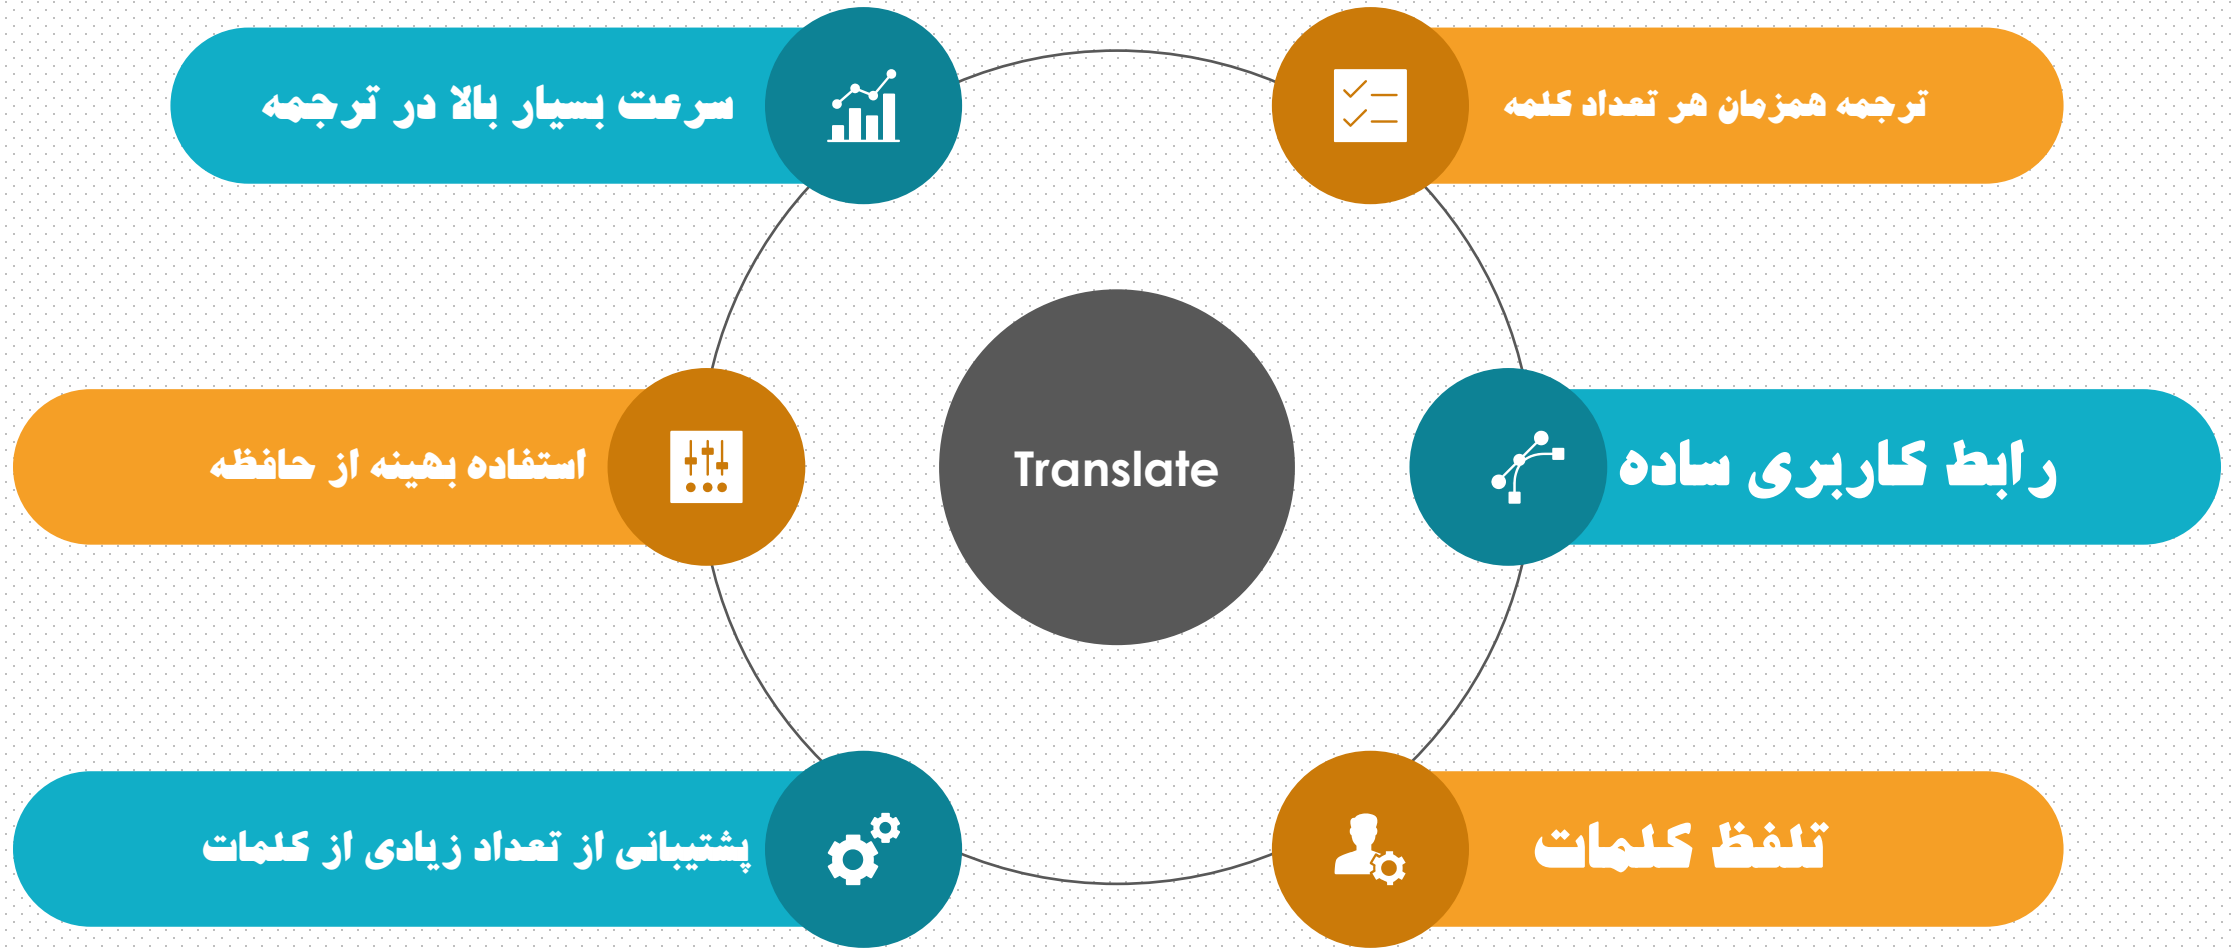 ترجمه همزمان هر تعداد کلمه
سرعت بسیار بالا در ترجمه
رابط کاربری ساده
Translate
استفاده بهینه از حافظه
تلفظ کلمات
پشتیبانی از تعداد زیادی از کلمات